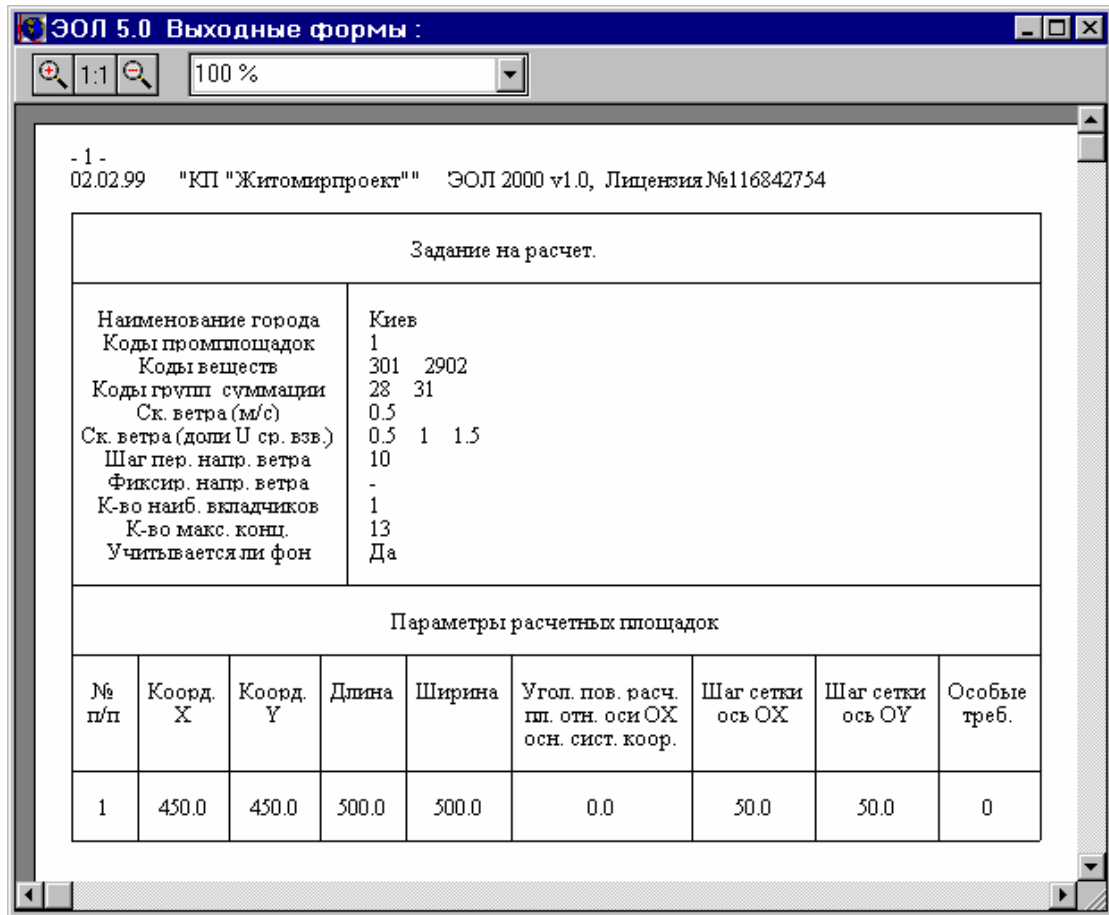 ЭОЛ 5.0 Выходные формы :
1:1 100 %
- 1 -
02.02.99 "КП "Житомирпроект"" ЭОЛ 2000 v1.0, Лицензия №116842754
Задание на расчет.
Наименование города Киев
Коды промплощадок 1
Коды веществ 301 2902
Коды групп суммации 28 31
Ск. ветра (м/с) 0.5
Ск. ветра (доли U ср. взв.) 0.5 1 1.5
Шаг пер. напр. ветра 10
Фиксир. напр. ветра -
К-во наиб. вкладчиков 1
К-во макс. конц. 13
Учитывается ли фон Да
Параметры расчетных площадок
№ Коорд. Коорд. Длина Ширина Угол. пов. расч. Шаг сетки Шаг сетки Особые
п/п X Y пл. отн. оси OX ось OX ось OY треб.
осн. сист. коор.
1 450.0 450.0 500.0 500.0 0.0 50.0 50.0 0